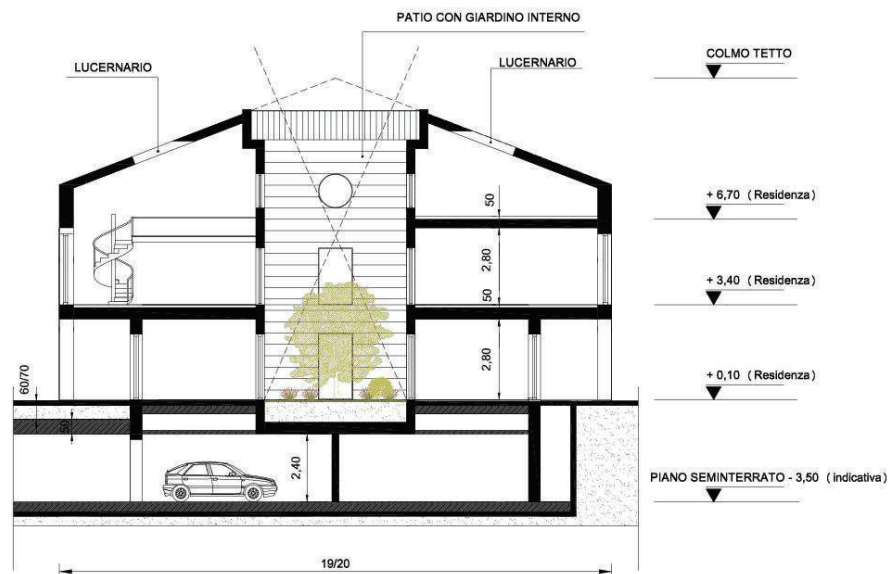 PATIO CON GIARDINO INTERNO
COLMO TETTO
LUCERNARIO
LUCERNARIO
+ 6,70 ( Residenza )
50
2,80
50
+ 3,40 ( Residenza )
2,80
+ 0,10 ( Residenza )
60/70
50
2,40
PIANO SEMINTERRATO - 3,50 ( indicativa )
19/20